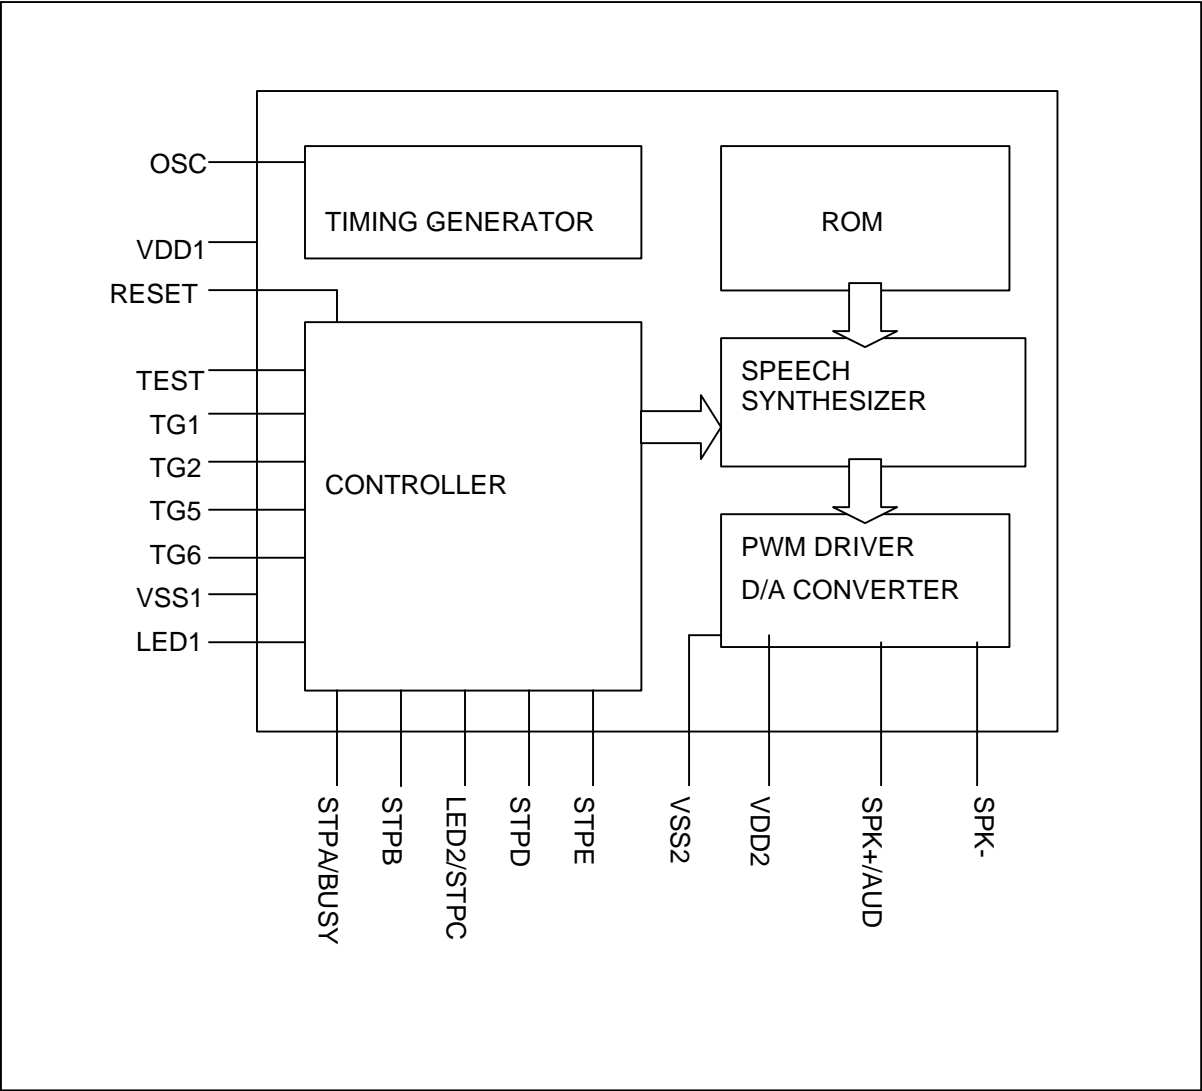 OSC
TIMING GENERATOR
ROM
VDD1
RESET
TEST
TG1
TG2
TG5
TG6
VSS1
LED1
CONTROLLER
SPEECH
SYNTHESIZER
PWM DRIVER
D/A CONVERTER
STPA/BUSY
STPB
LED2/STPC
STPD
STPE
VSS2
VDD2
SPK+/AUD
SPK-